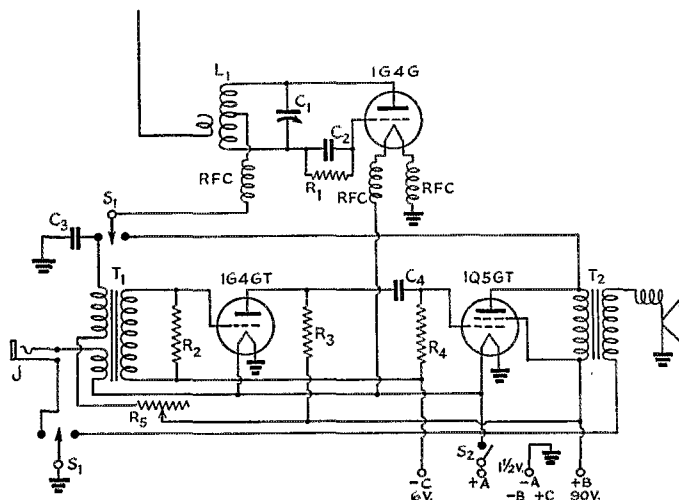 L1
1G4G
C1
C2
R1
RFC
RFC
RFC
S1
C3
T1
1G4GT
C4
1Q5GT
T2
R2
R3
R4
J
R5
S1
S2
1½V.
-C
6V.
+A
-A
-B +C
+B
90V.